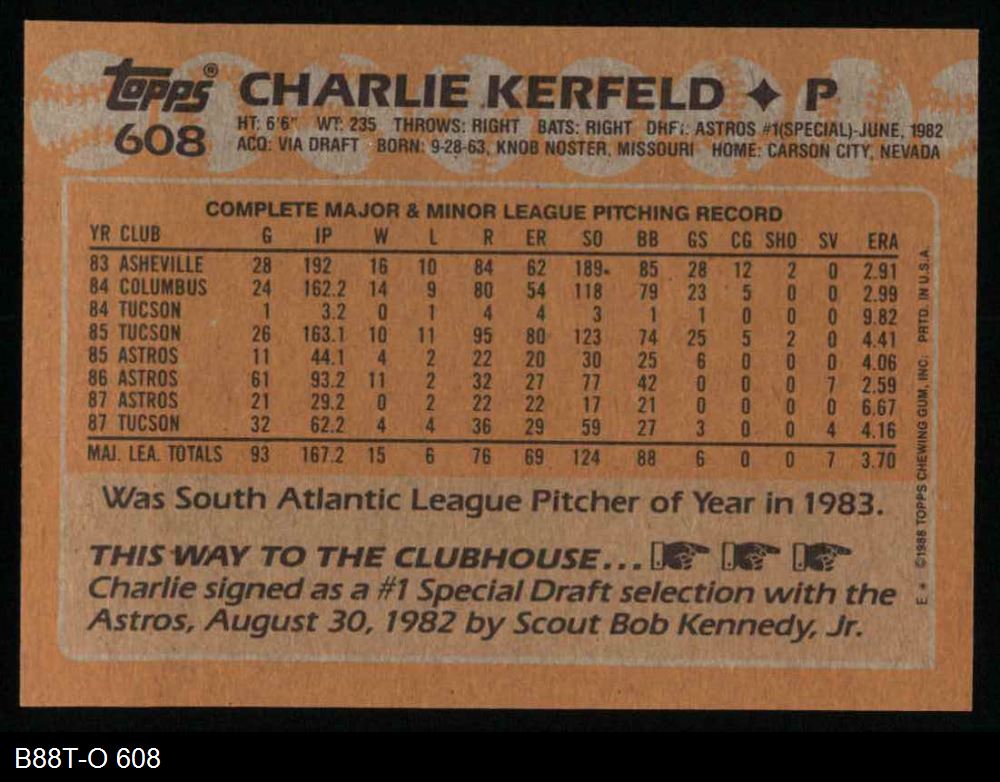 topps® CHARLIE KERFELD ✦ P
608
HT: 6'6" WT: 235 THROWS: RIGHT BATS: RIGHT DRFT: ASTROS #1(SPECIAL)-JUNE, 1982
ACQ: VIA DRAFT BORN: 9-28-63, KNOB NOSTER, MISSOURI HOME: CARSON CITY, NEVADA
COMPLETE MAJOR & MINOR LEAGUE PITCHING RECORD
YR CLUB G IP W L R ER SO BB GS CG SHO SV ERA
83 ASHEVILLE 28 192 16 10 84 62 189• 85 28 12 2 0 2.91
84 COLUMBUS 24 162.2 14 9 80 54 118 79 23 5 0 0 2.99
84 TUCSON 1 3.2 0 1 4 4 3 1 1 0 0 0 9.82
85 TUCSON 26 163.1 10 11 95 80 123 74 25 5 2 0 4.41
85 ASTROS 11 44.1 4 2 22 20 30 25 6 0 0 0 4.06
86 ASTROS 61 93.2 11 2 32 27 77 42 0 0 0 7 2.59
87 ASTROS 21 29.2 0 2 22 22 17 21 0 0 0 0 6.67
87 TUCSON 32 62.2 4 4 36 29 59 27 3 0 0 4 4.16
MAJ. LEA. TOTALS 93 167.2 15 6 76 69 124 88 6 0 0 7 3.70
Was South Atlantic League Pitcher of Year in 1983.
THIS WAY TO THE CLUBHOUSE...
Charlie signed as a #1 Special Draft selection with the
Astros, August 30, 1982 by Scout Bob Kennedy, Jr.
E * ©1988 TOPPS CHEWING GUM, INC. PRTD. IN U.S.A.
B88T-O 608